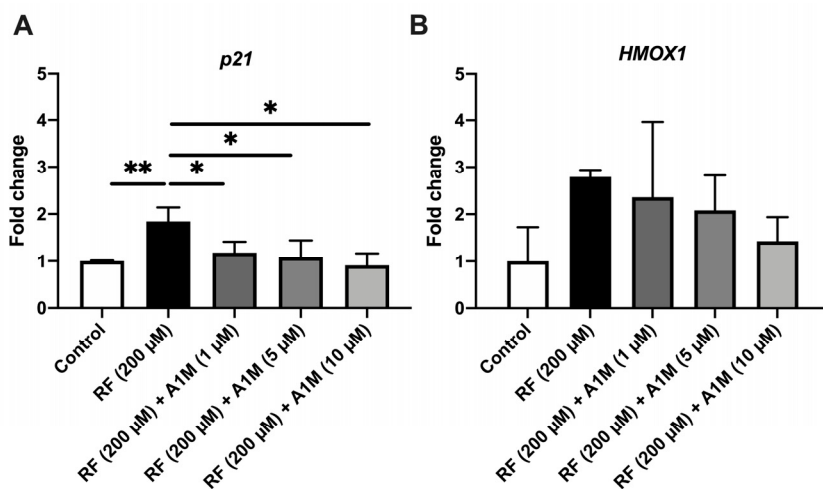 A
p21
Fold change
5
4
3
2
1
0
*
*
** *
Control
RF (200 µM)
RF (200 µM) + A1M (1 µM)
RF (200 µM) + A1M (5 µM)
RF (200 µM) + A1M (10 µM)
B
HMOX1
Fold change
5
4
3
2
1
0
Control
RF (200 µM)
RF (200 µM) + A1M (1 µM)
RF (200 µM) + A1M (5 µM)
RF (200 µM) + A1M (10 µM)